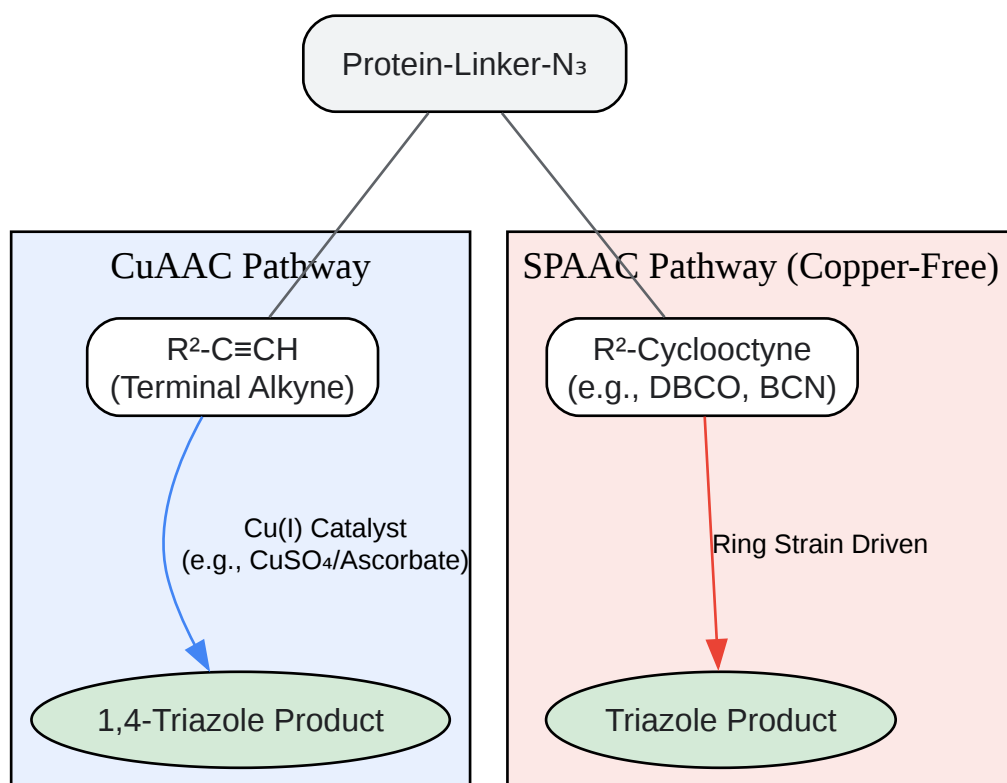 Protein-Linker-N₃
CuAAC Pathway
R²-C≡CH
(Terminal Alkyne)
Cu(I) Catalyst
(e.g., CuSO₄/Ascorbate)
1,4-Triazole Product
SPAAC Pathway (Copper-Free)
R²-Cyclooctyne
(e.g., DBCO, BCN)
Ring Strain Driven
Triazole Product